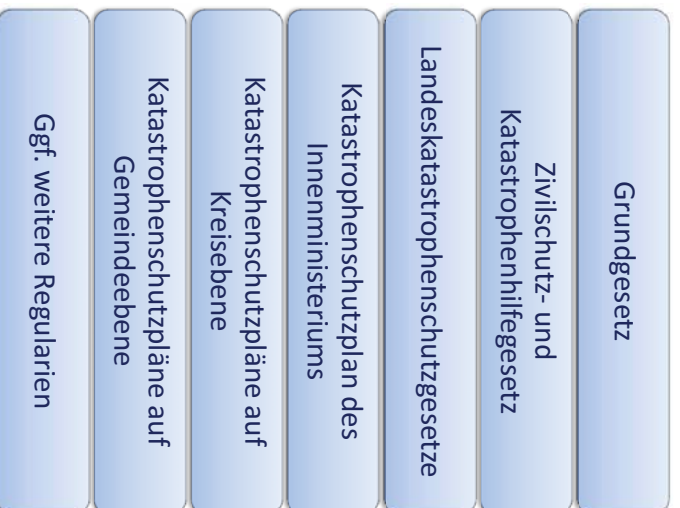 Grundgesetz
Zivilschutz- und
Katastrophenhilfegesetz
Landeskatastrophenschutzgesetze
Katastrophenschutzplan des
Innenministeriums
Katastrophenschutzpläne auf
Kreisebene
Katastrophenschutzpläne auf
Gemeindeebene
Ggf. weitere Regularien